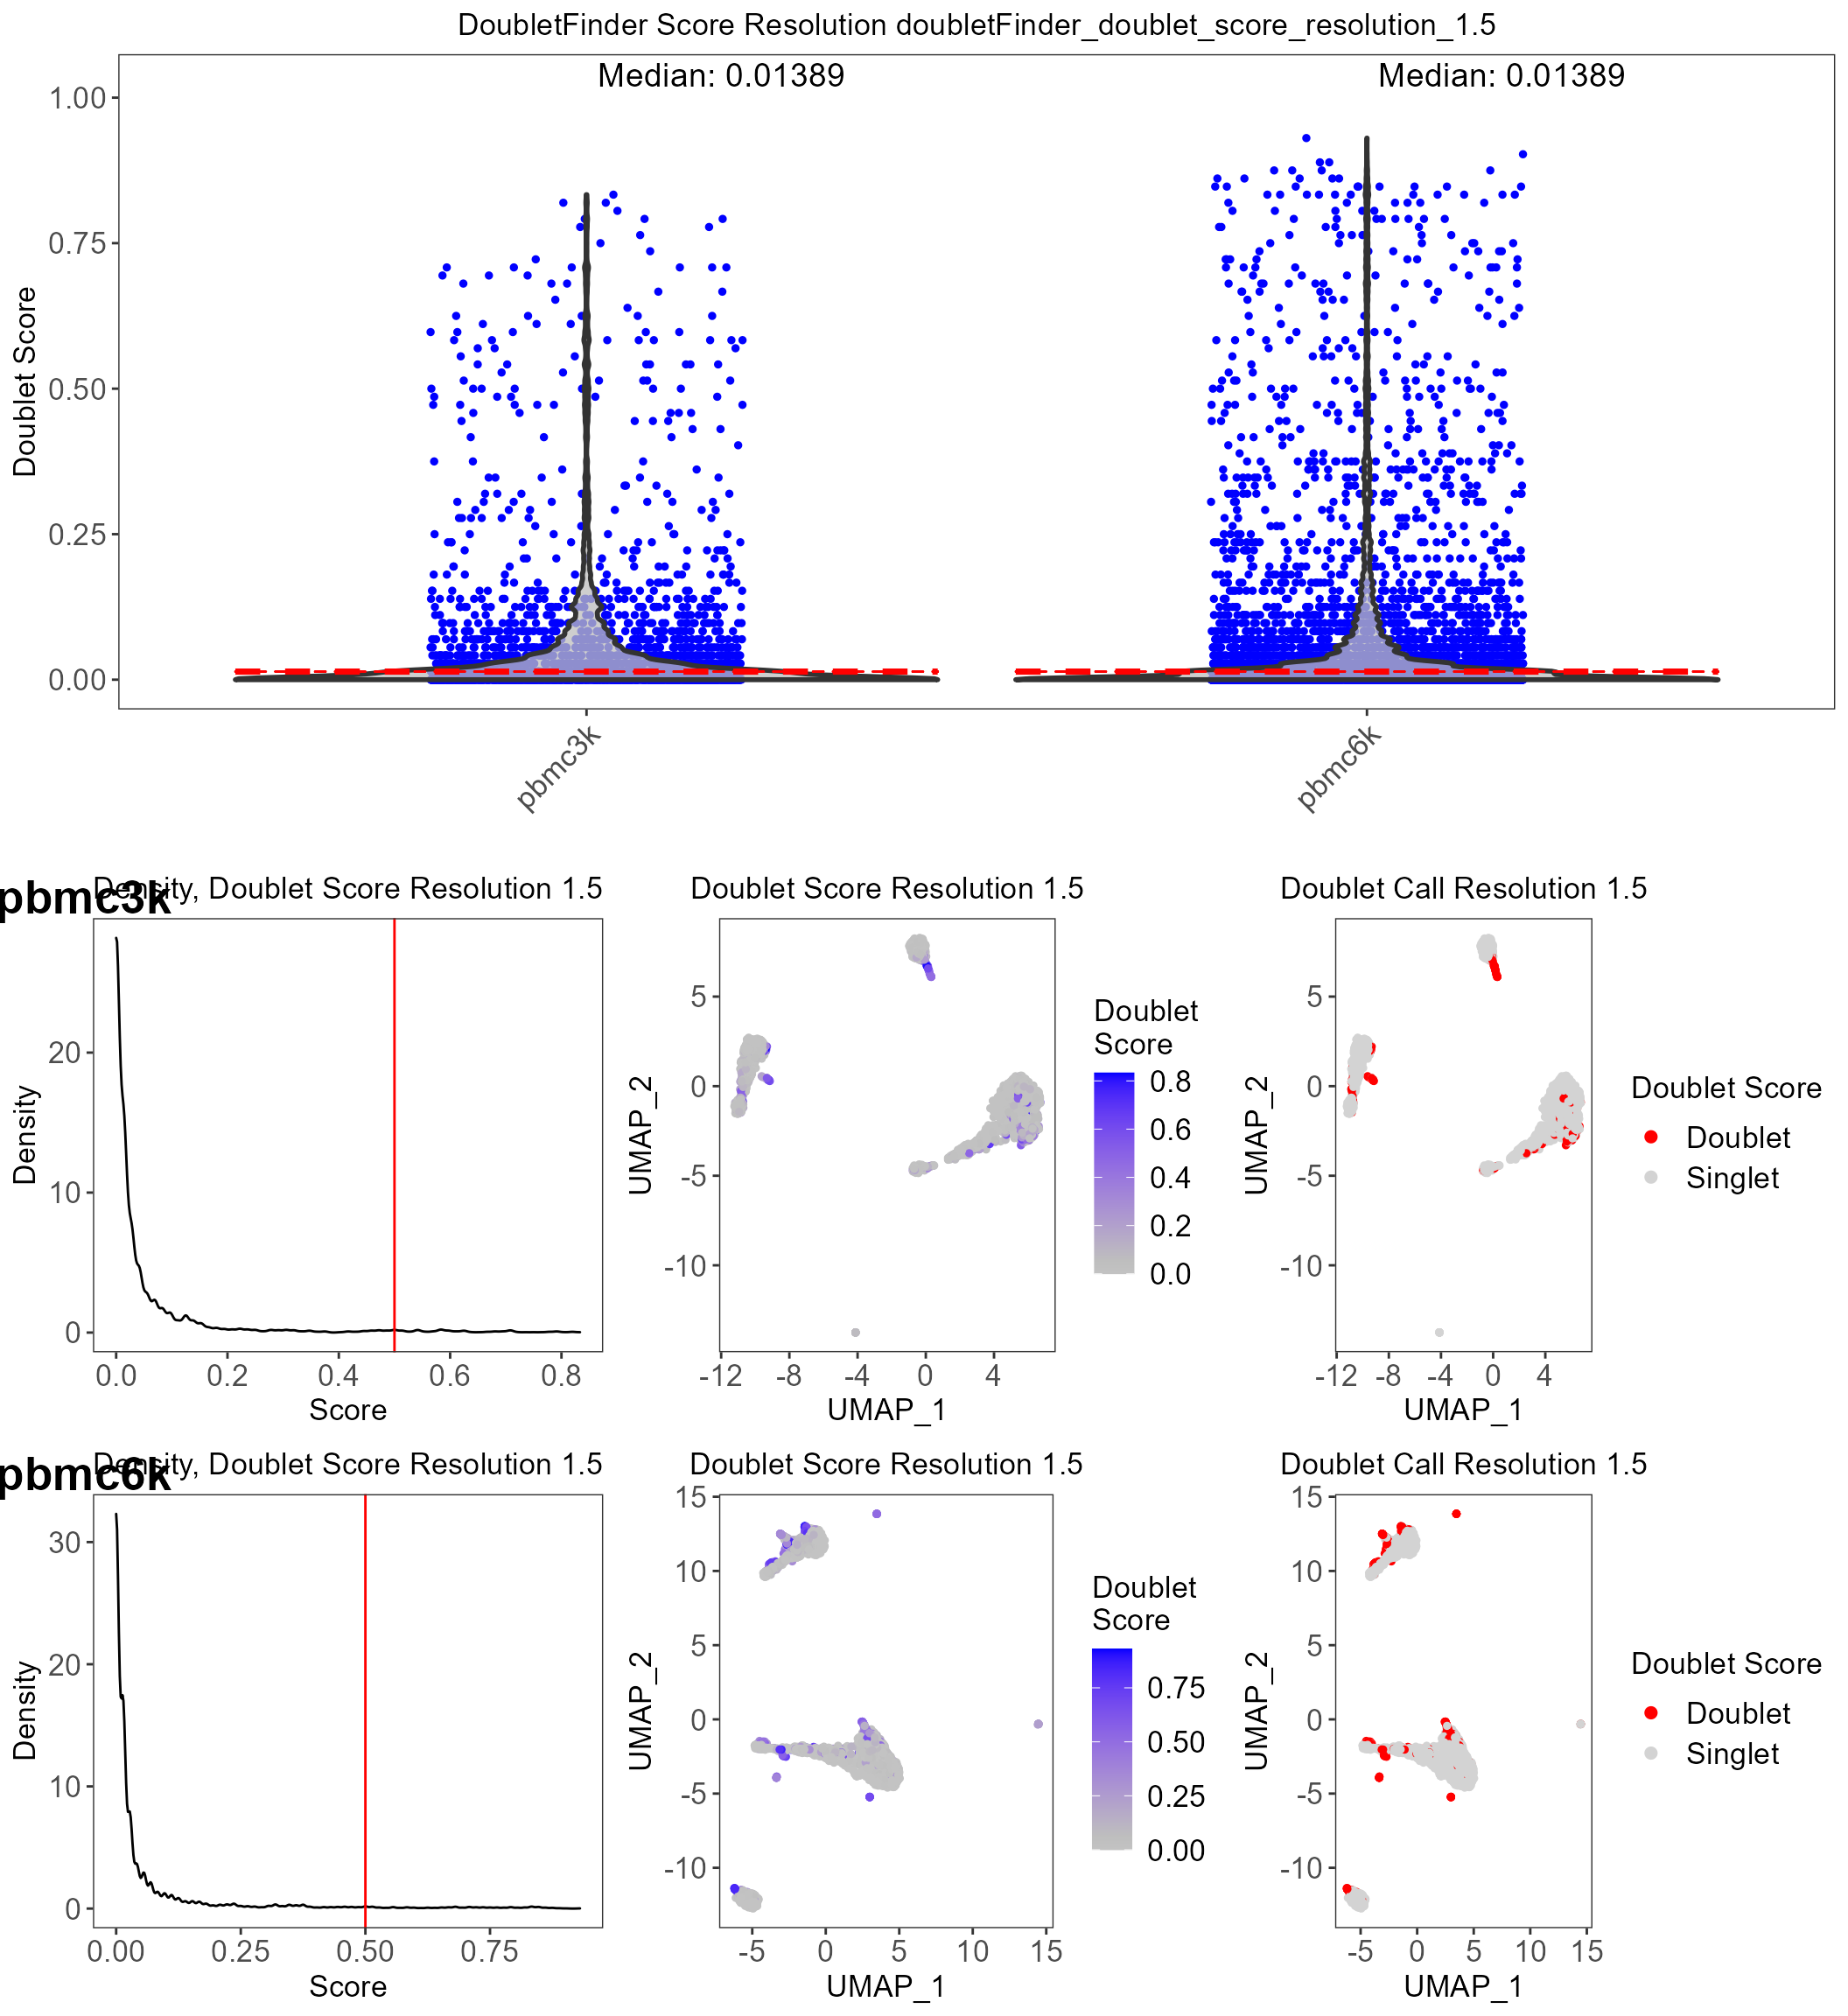 DoubletFinder Score Resolution doubletFinder_doublet_score_resolution_1.5
Median: 0.01389
Median: 0.01389
1.00
0.75
0.50
0.25
0.00
Doublet Score
pbmc3k
pbmc6k
pbmc3k
Density, Doublet Score Resolution 1.5
20
10
0
Density
0.0 0.2 0.4 0.6 0.8
Score
Doublet Score Resolution 1.5
5
0
-5
-10
UMAP_2
-12 -8 -4 0 4
UMAP_1
Doublet
Score
0.8
0.6
0.4
0.2
0.0
Doublet Call Resolution 1.5
5
0
-5
-10
UMAP_2
-12 -8 -4 0 4
UMAP_1
Doublet Score
Doublet
Singlet
pbmc6k
Density, Doublet Score Resolution 1.5
30
20
10
0
Density
0.00 0.25 0.50 0.75
Score
Doublet Score Resolution 1.5
15
10
5
0
-5
-10
UMAP_2
-5 0 5 10 15
UMAP_1
Doublet
Score
0.75
0.50
0.25
0.00
Doublet Call Resolution 1.5
15
10
5
0
-5
-10
UMAP_2
-5 0 5 10 15
UMAP_1
Doublet Score
Doublet
Singlet